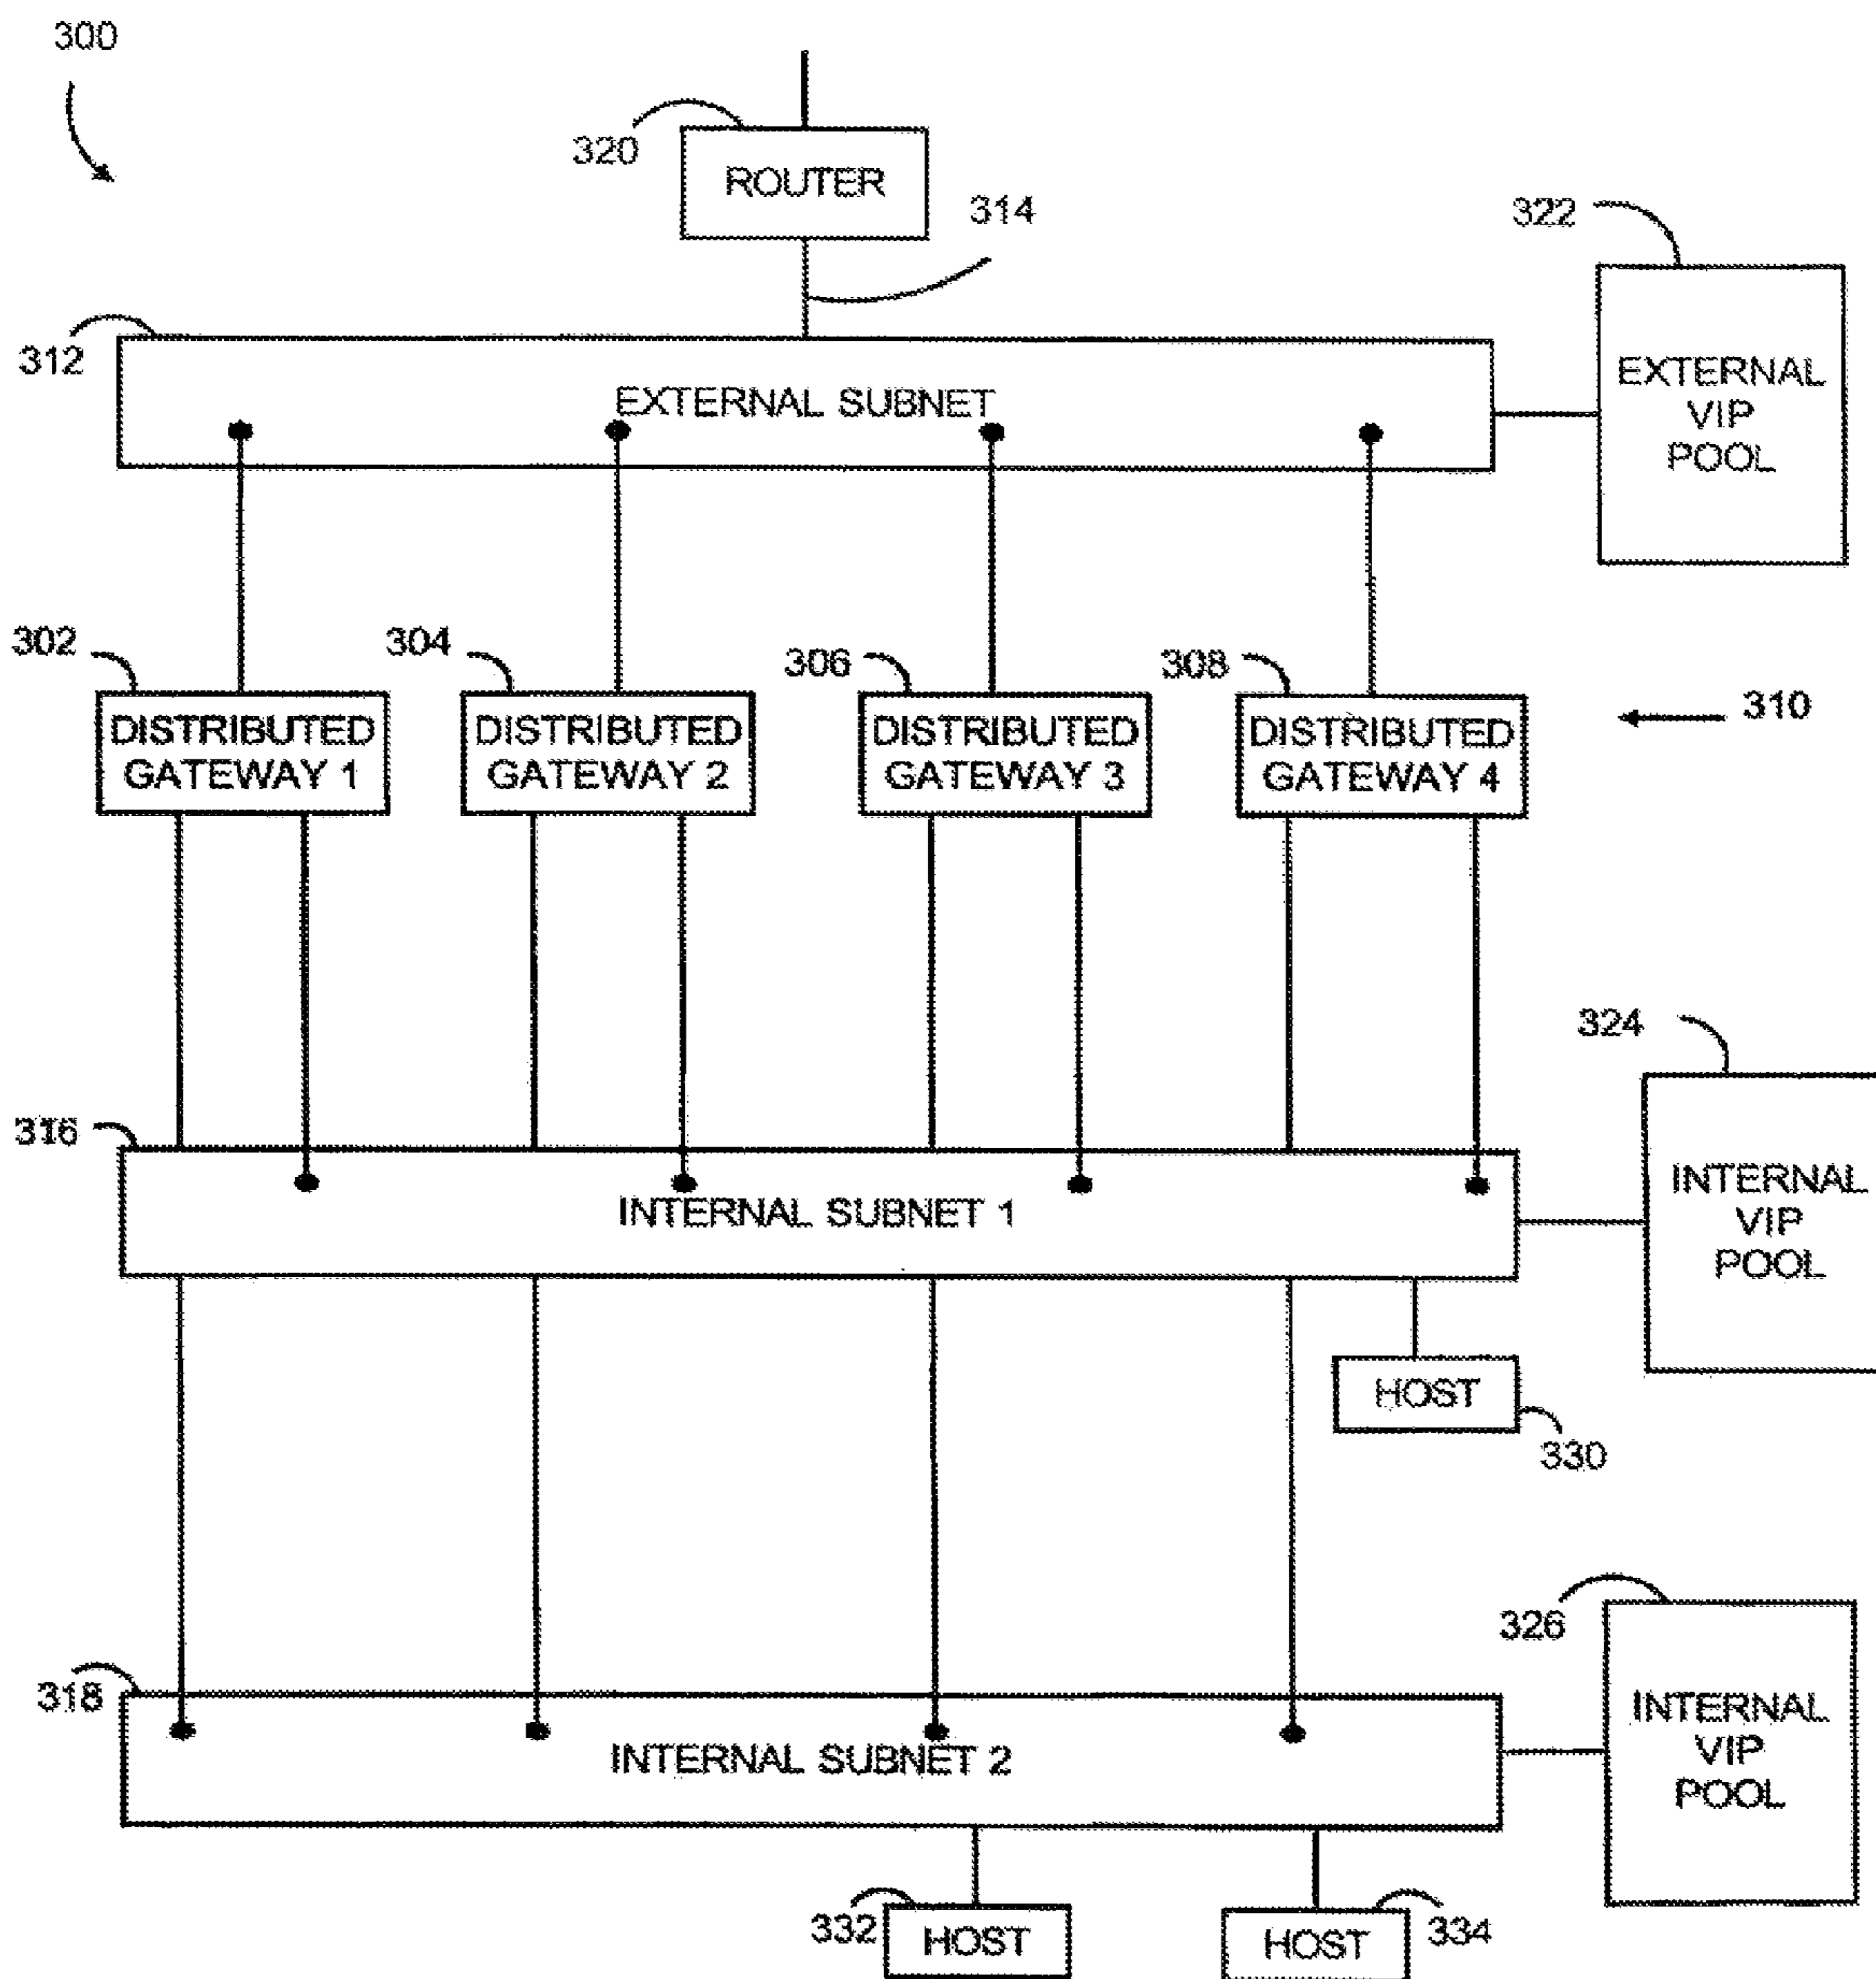 300
320
ROUTER
314
322
312
EXTERNAL SUBNET
EXTERNAL
VIP
POOL
302
304
306
308
310
DISTRIBUTED
GATEWAY 1
DISTRIBUTED
GATEWAY 2
DISTRIBUTED
GATEWAY 3
DISTRIBUTED
GATEWAY 4
324
316
INTERNAL SUBNET 1
INTERNAL
VIP
POOL
HOST
330
326
318
INTERNAL SUBNET 2
INTERNAL
VIP
POOL
332
HOST
HOST
334